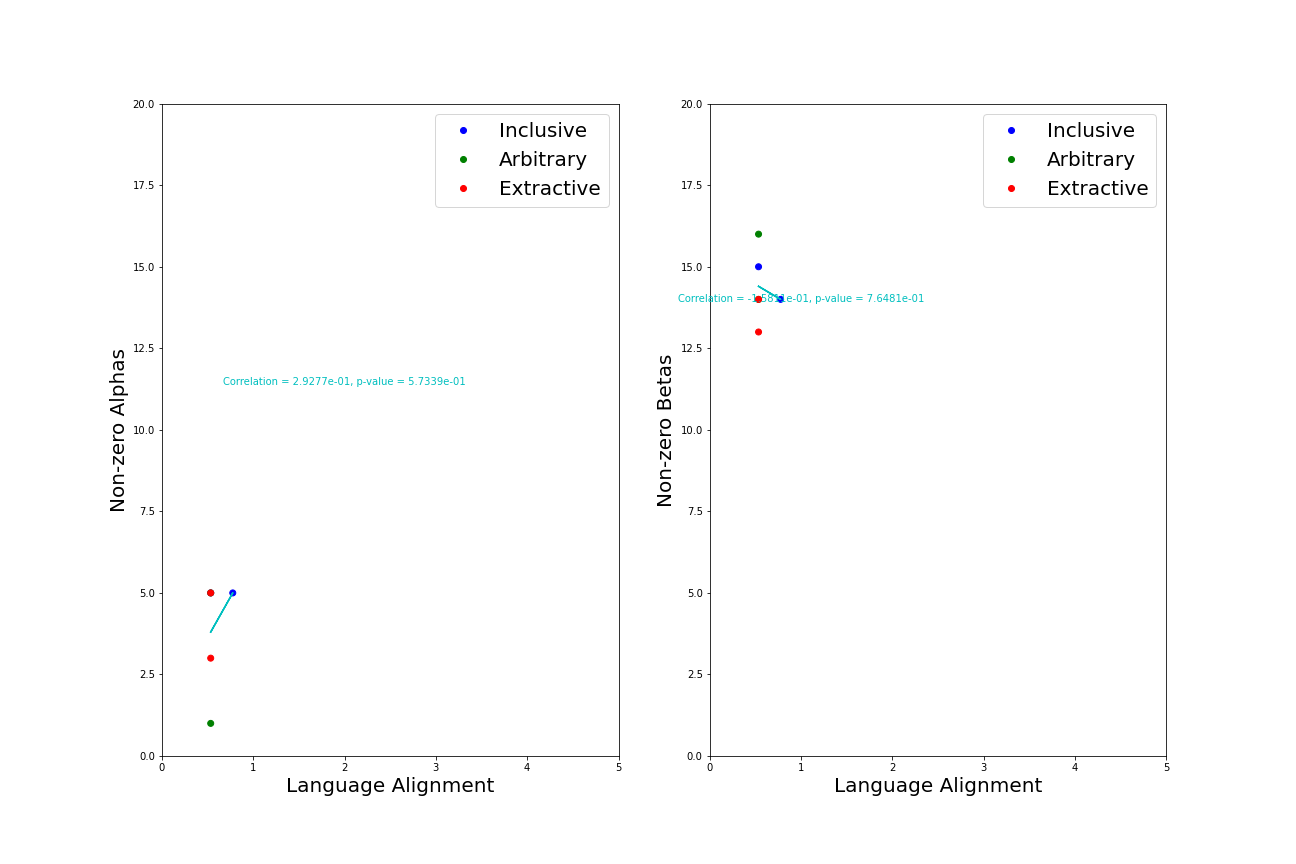 20.0
17.5
15.0
12.5
10.0
7.5
5.0
2.5
0.0
0 1 2 3 4 5
Non-zero Alphas
Language Alignment
Inclusive
Arbitrary
Extractive
Correlation = 2.9277e-01, p-value = 5.7339e-01
20.0
17.5
15.0
12.5
10.0
7.5
5.0
2.5
0.0
0 1 2 3 4 5
Non-zero Betas
Language Alignment
Inclusive
Arbitrary
Extractive
Correlation = -1.5811e-01, p-value = 7.6481e-01